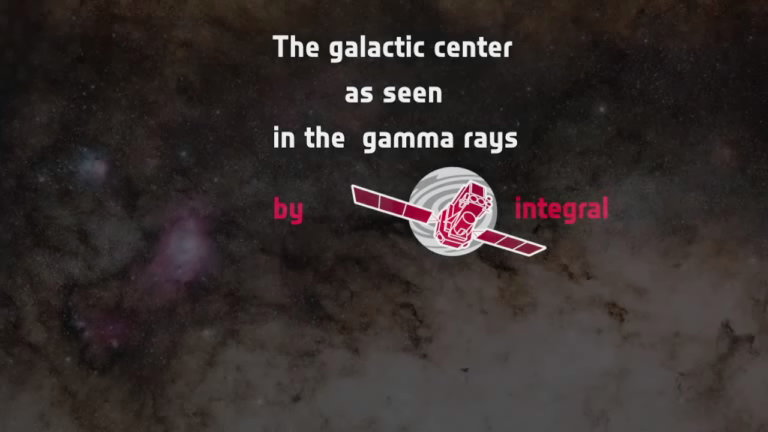 The galactic center
as seen
in the gamma rays
by integral